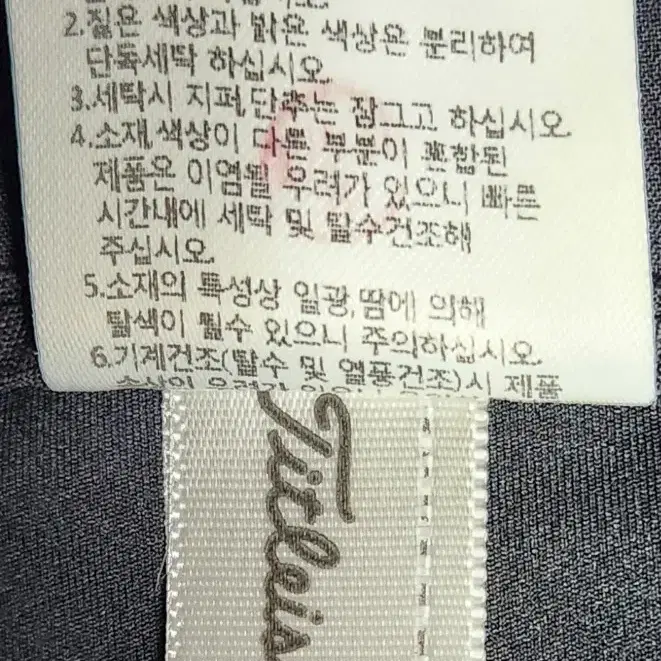 2.짙은 색상과 밝은 색상은 분리하여
단독세탁 하십시오.
3.세탁시 지퍼,단추는 잠그고 하십시오.
4.소재,색상이 다른 부분이 혼합된
제품은 이염될 우려가 있으니 빠른
시간내에 세탁 및 탈수건조해
주십시오.
5.소재의 특성상 일광,땀에 의해
탈색이 될수 있으니 주의하십시오.
6.기계건조(탈수 및 열풍건조)시 제품
Titleis